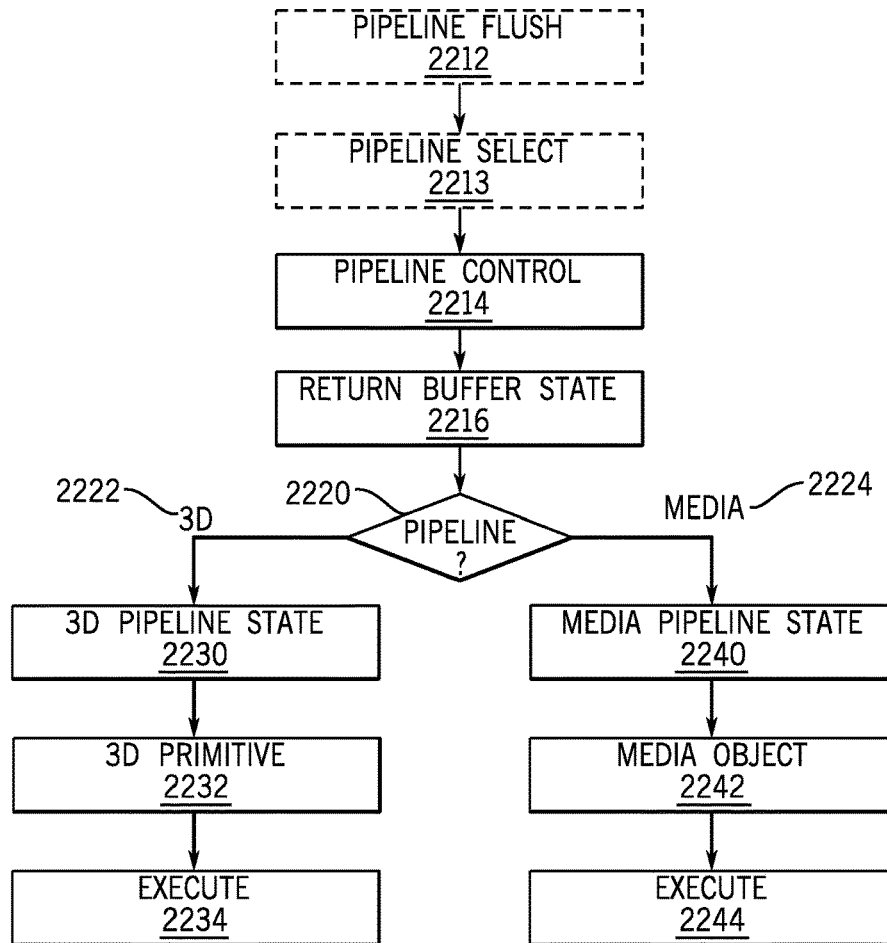 PIPELINE FLUSH
2212
PIPELINE SELECT
2213
PIPELINE CONTROL
2214
RETURN BUFFER STATE
2216
2222
3D
2220
PIPELINE
?
MEDIA
2224
3D PIPELINE STATE
2230
MEDIA PIPELINE STATE
2240
3D PRIMITIVE
2232
MEDIA OBJECT
2242
EXECUTE
2234
EXECUTE
2244